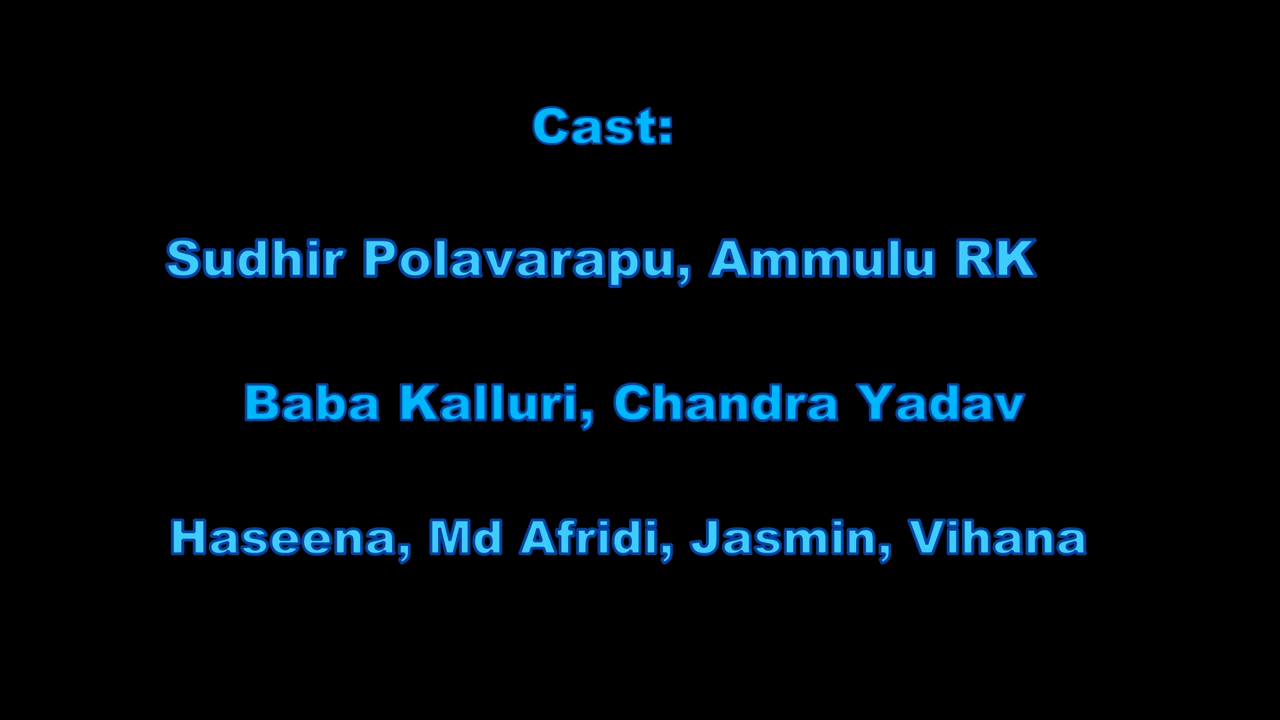 Cast:
Sudhir Polavarapu, Ammulu RK
Baba Kalluri, Chandra Yadav
Haseena, Md Afridi, Jasmin, Vihana